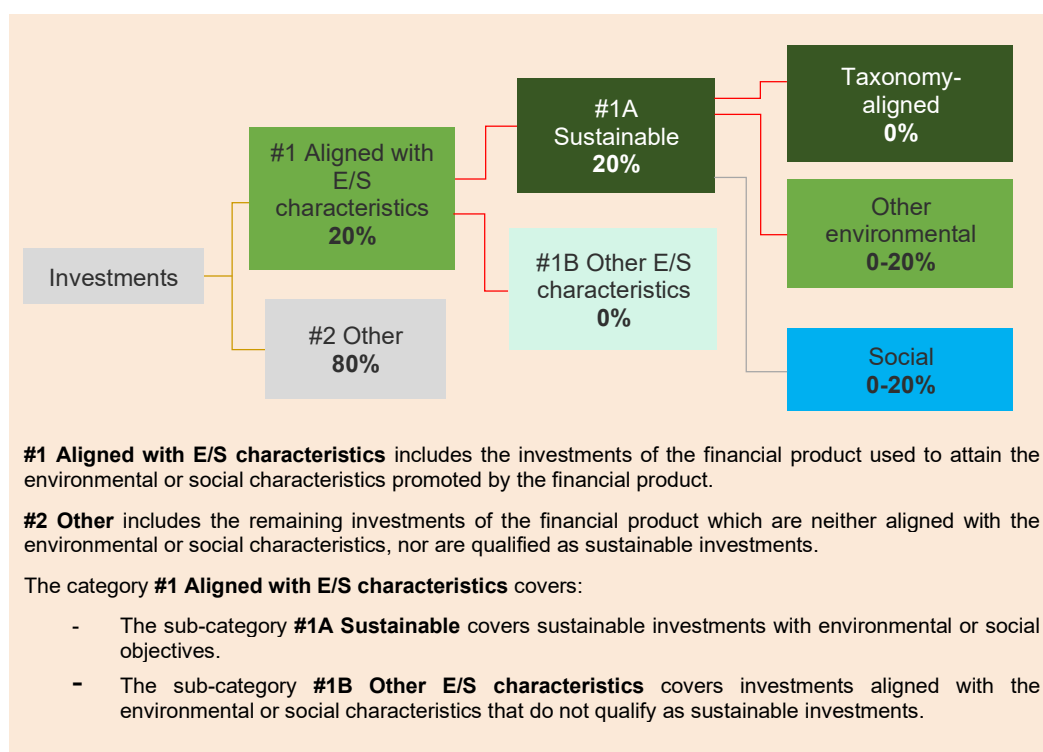 Investments
#1 Aligned with
E/S
characteristics
20%
#2 Other
80%
#1A
Sustainable
20%
#1B Other E/S
characteristics
0%
Taxonomy-
aligned
0%
Other
environmental
0-20%
Social
0-20%
#1 Aligned with E/S characteristics includes the investments of the financial product used to attain the
environmental or social characteristics promoted by the financial product.
#2 Other includes the remaining investments of the financial product which are neither aligned with the
environmental or social characteristics, nor are qualified as sustainable investments.
The category #1 Aligned with E/S characteristics covers:
- The sub-category #1A Sustainable covers sustainable investments with environmental or social
objectives.
- The sub-category #1B Other E/S characteristics covers investments aligned with the
environmental or social characteristics that do not qualify as sustainable investments.